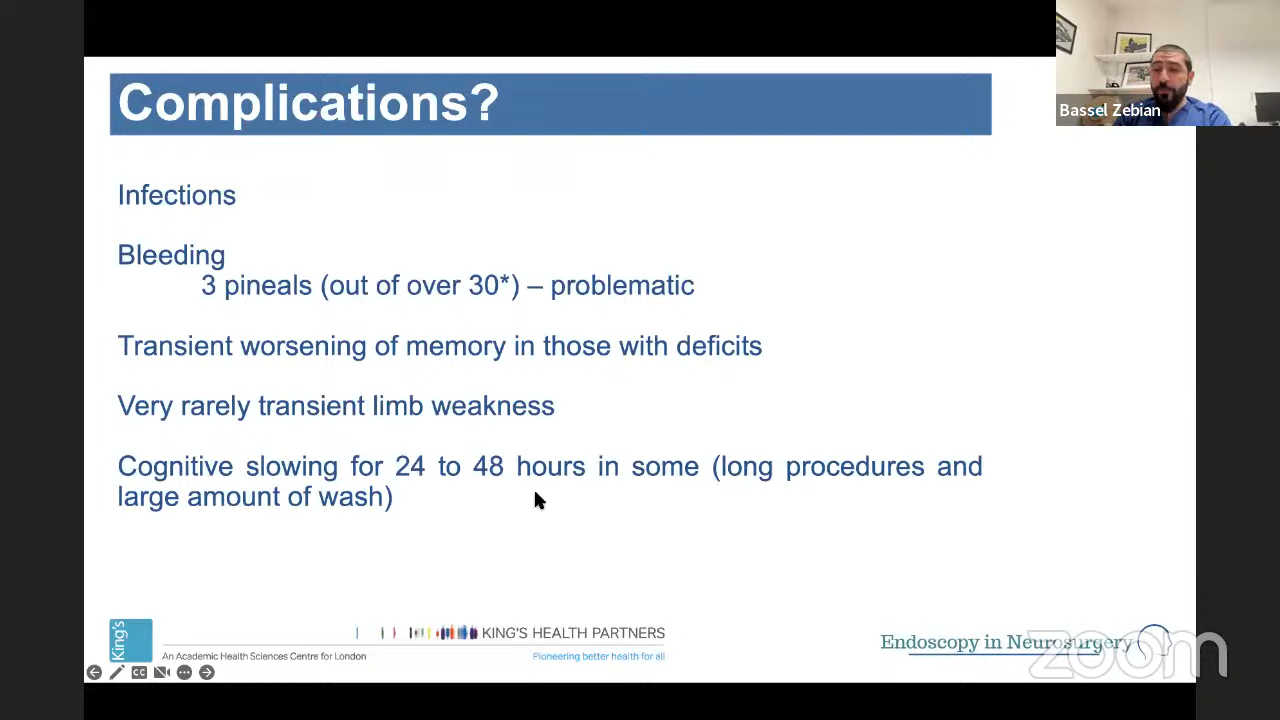 Complications?
Bassel Zebian
Infections
Bleeding
3 pineals (out of over 30*) – problematic
Transient worsening of memory in those with deficits
Very rarely transient limb weakness
Cognitive slowing for 24 to 48 hours in some (long procedures and
large amount of wash)
King's
KING'S HEALTH PARTNERS
An Academic Health Sciences Centre for London
Pioneering better health for all
Endoscopy in Neurosurgery
zoom
CC